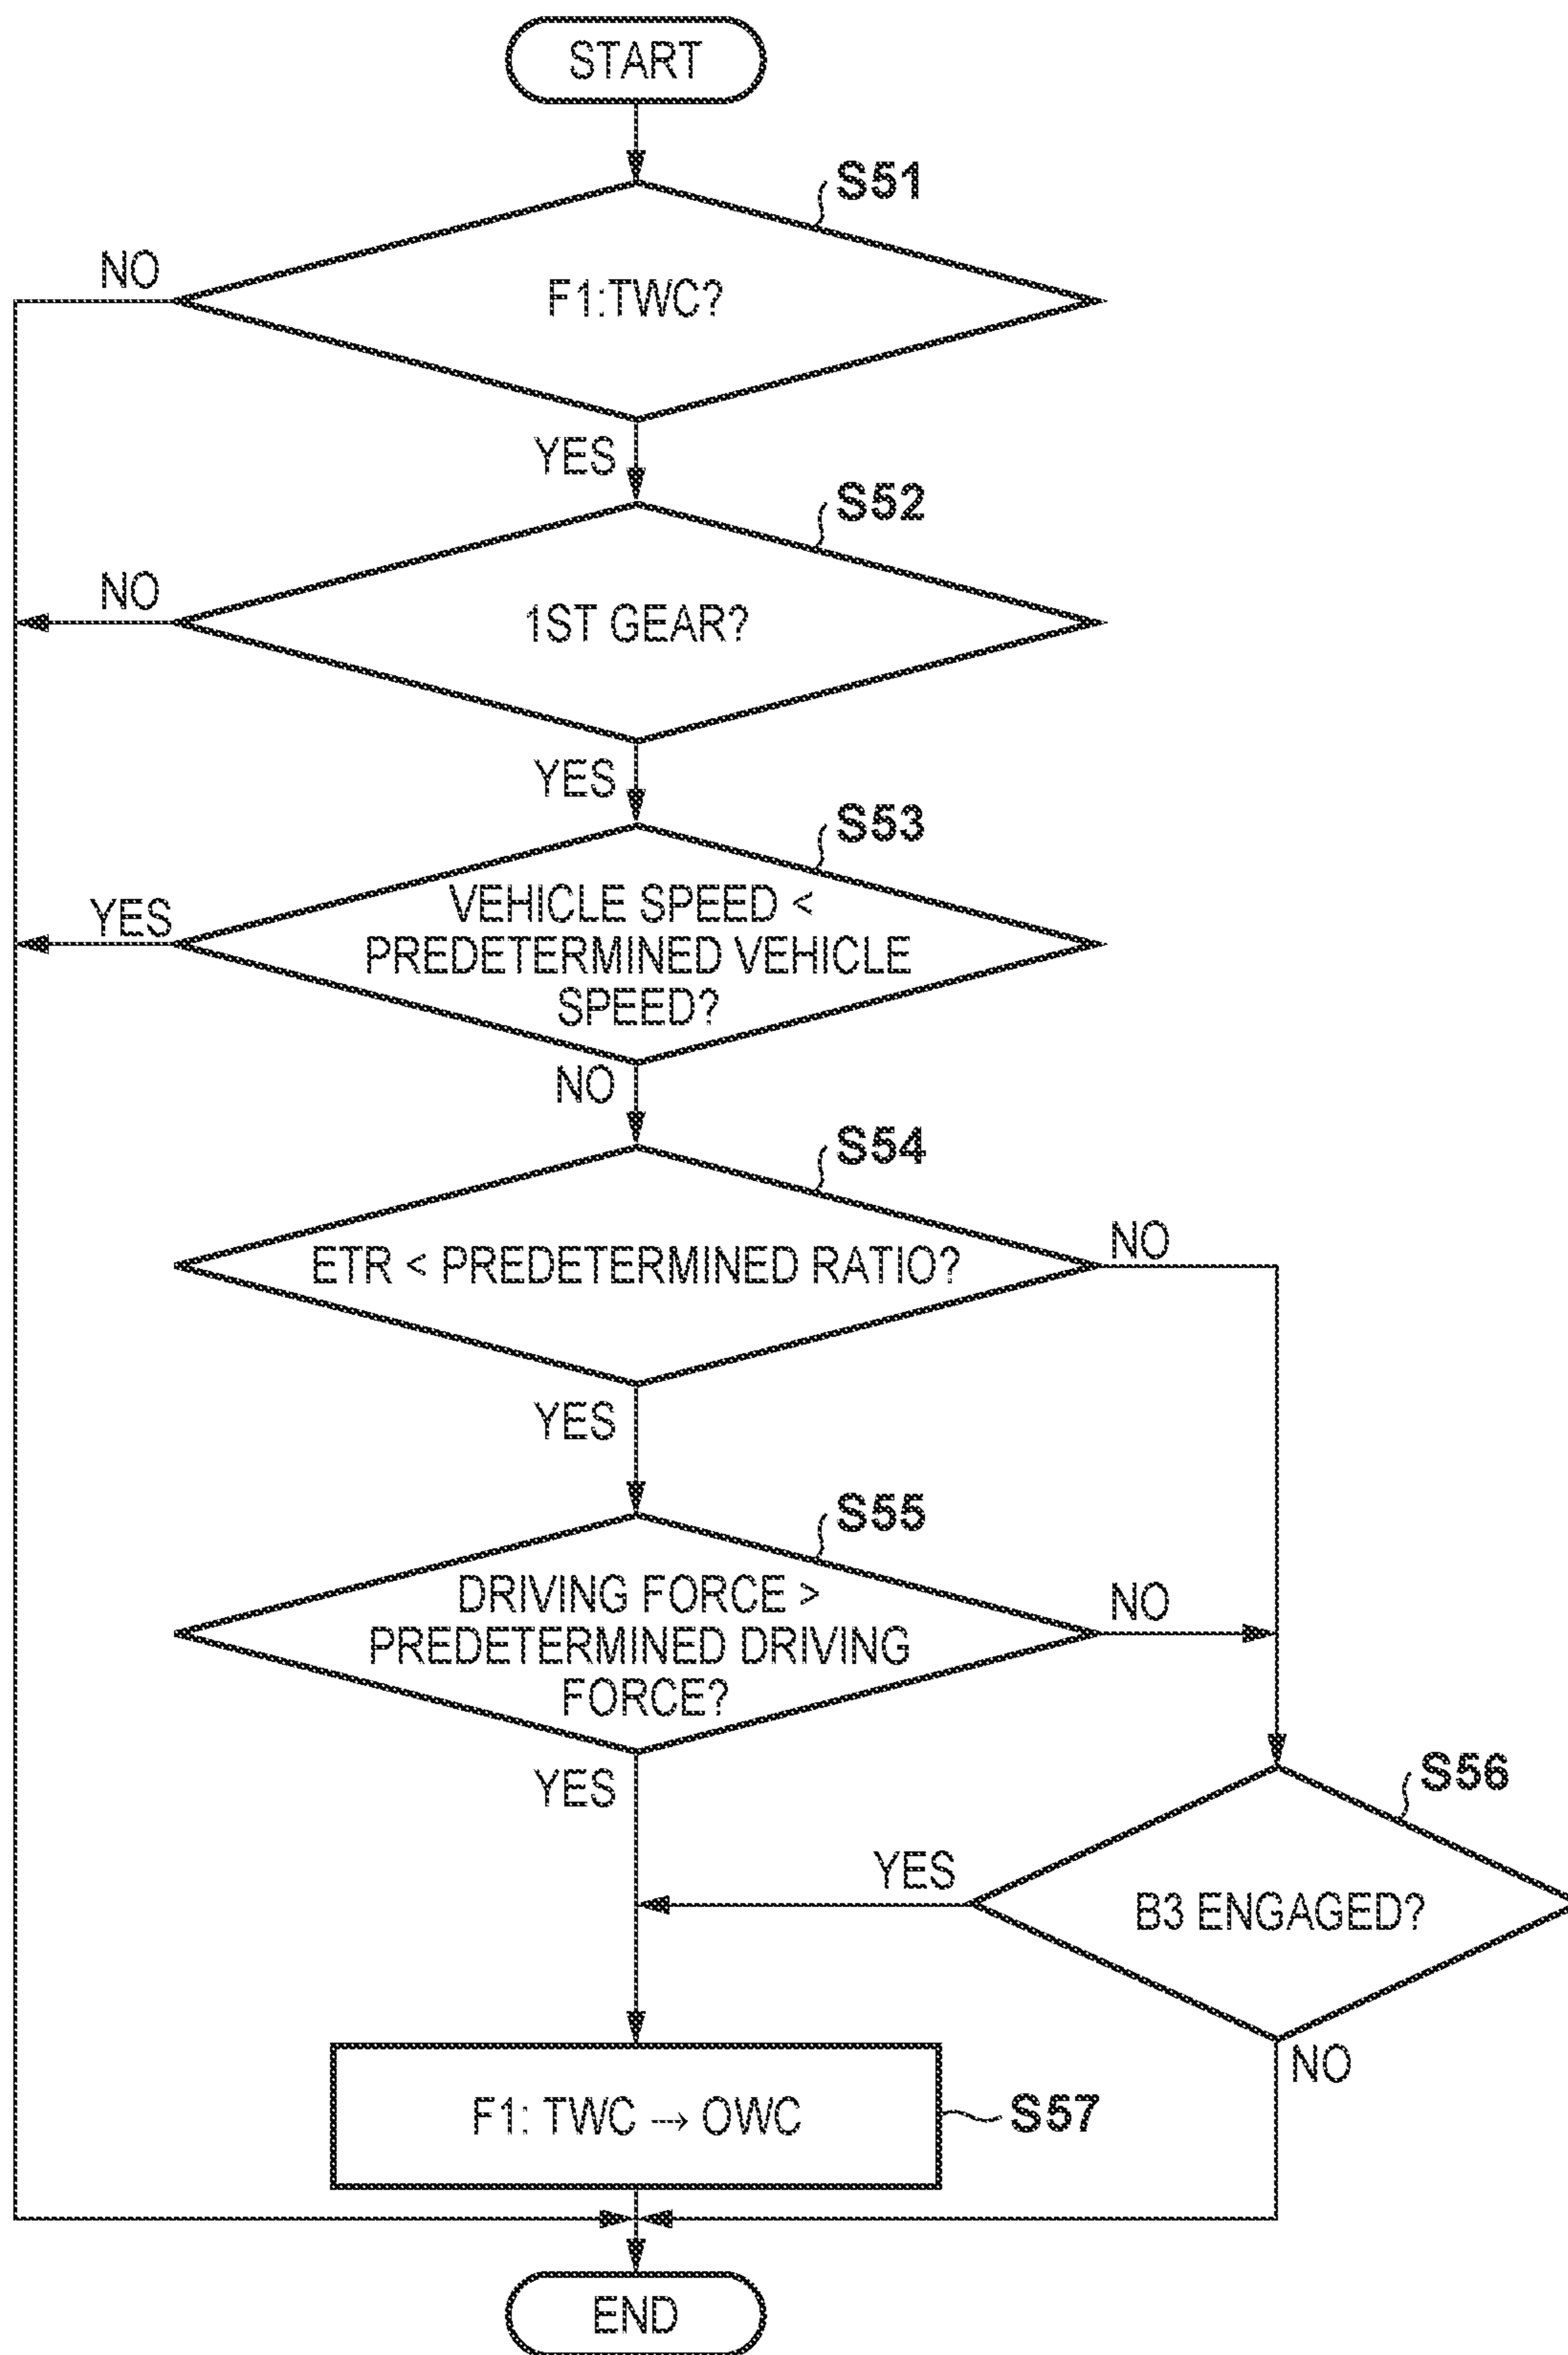 START
S51
NO
F1:TWC?
YES
S52
NO
1ST GEAR?
YES
S53
YES
VEHICLE SPEED <
PREDETERMINED VEHICLE
SPEED?
NO
S54
ETR < PREDETERMINED RATIO?
NO
YES
S55
DRIVING FORCE >
PREDETERMINED DRIVING
FORCE?
NO
YES
S56
YES
B3 ENGAGED?
NO
F1: TWC → OWC
S57
END